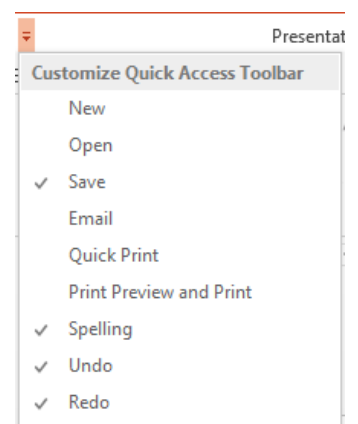 Presentat
Customize Quick Access Toolbar
New
Open
Save
Email
Quick Print
Print Preview and Print
Spelling
Undo
Redo